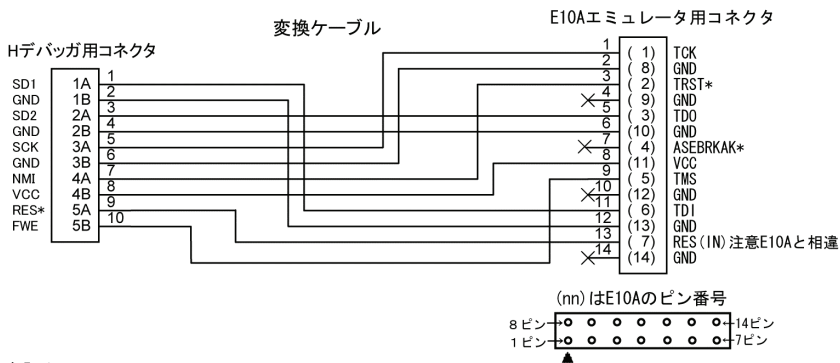 変換ケーブル
E10Aエミュレータ用コネクタ
Hデバッガ用コネクタ
SD1 1A 1
GND 1B 2
SD2 2A 3
GND 2B 4
SCK 3A 5
GND 3B 6
NMI 4A 7
VCC 4B 8
RES* 5A 9
FWE 5B 10
1 ( 1) TCK
2 ( 8) GND
3 ( 2) TRST*
4 ( 9) GND
5 ( 3) TDO
6 (10) GND
7 ( 4) ASEBRKAK*
8 (11) VCC
9 ( 5) TMS
10 (12) GND
11 ( 6) TDI
12 (13) GND
13 ( 7) RES(IN)注意E10Aと相違
14 (14) GND
(nn)はE10Aのピン番号
8ピン 14ピン
1ピン 7ピン